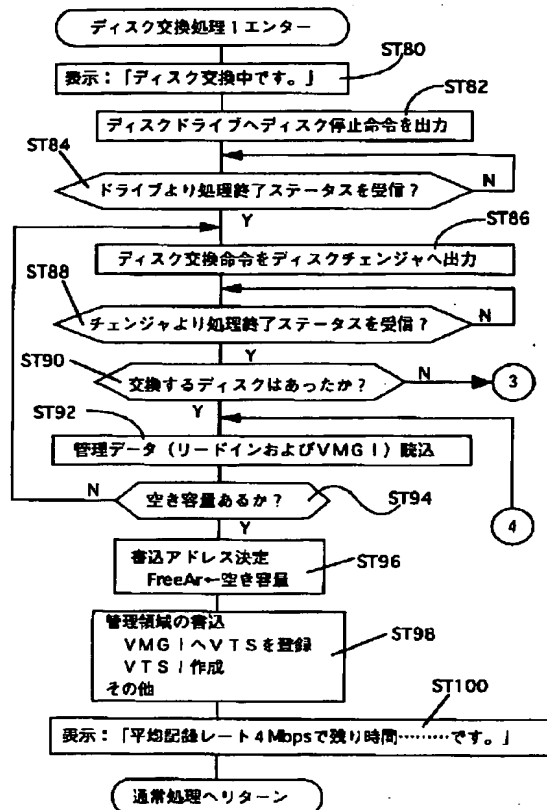 ディスク交換処理1エンター
ST80
表示:「ディスク交換中です。」
ST82
ディスクドライブへディスク停止命令を出力
ST84
ドライブより処理終了ステータスを受信?
N
Y
ST86
ディスク交換命令をディスクチェンジャへ出力
ST88
チェンジャより処理終了ステータスを受信?
N
Y
ST90
交換するディスクはあったか?
N
3
Y
ST92
管理データ(リードインおよびVMGI)読込
N
空き容量あるか?
ST94
4
Y
書込アドレス決定
FreeAr←空き容量
ST96
管理領域の書込
VMGIへVTSを登録
VTSI作成
その他
ST98
ST100
表示:「平均記録レート4Mbpsで残り時間………です。」
通常処理へリターン